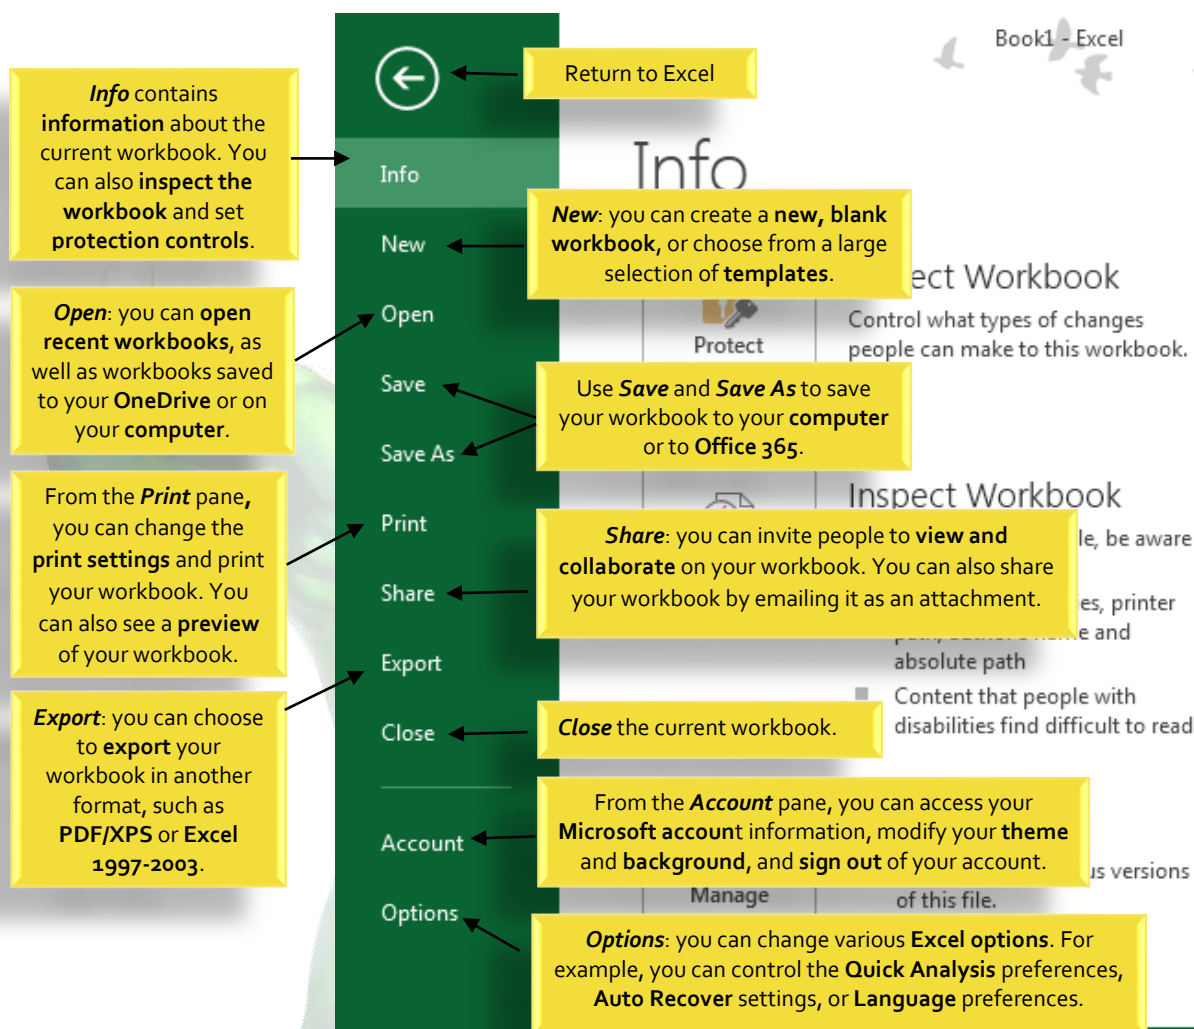 Book1 - Excel
Return to Excel
Info contains
information about the
current workbook. You
can also inspect the
workbook and set
protection controls.
Info
Info
New: you can create a new, blank
workbook, or choose from a large
selection of templates.
New
ect Workbook
Control what types of changes
people can make to this workbook.
Protect
Open: you can open
recent workbooks, as
well as workbooks saved
to your OneDrive or on
your computer.
Open
Save
Save As
Use Save and Save As to save
your workbook to your computer
or to Office 365.
From the Print pane,
you can change the
print settings and print
your workbook. You
can also see a preview
of your workbook.
Print
Inspect Workbook
le, be aware
Share: you can invite people to view and
collaborate on your workbook. You can also share
your workbook by emailing it as an attachment.
Share
es, printer
name and
absolute path
Content that people with
disabilities find difficult to read
Export
Export: you can choose
to export your
workbook in another
format, such as
PDF/XPS or Excel
1997-2003.
Close
Close the current workbook.
From the Account pane, you can access your
Microsoft account information, modify your theme
and background, and sign out of your account.
Account
us versions
of this file.
Manage
Options
Options: you can change various Excel options. For
example, you can control the Quick Analysis preferences,
Auto Recover settings, or Language preferences.